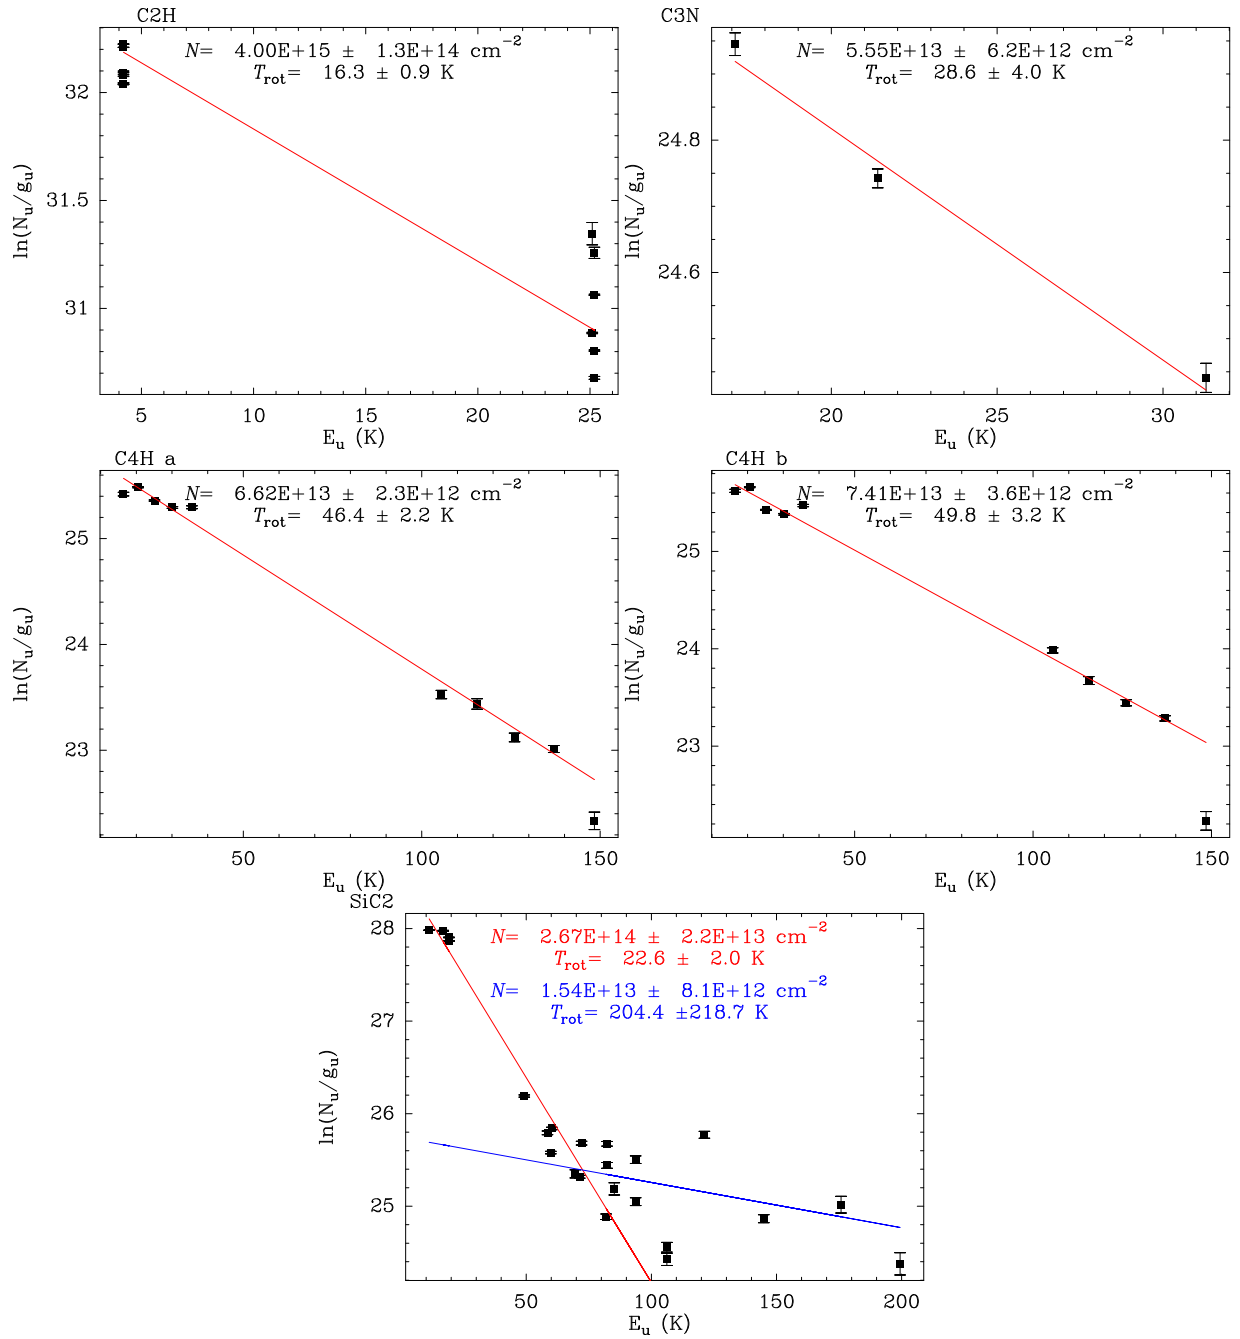 C2H
N= 4.00E+15 ± 1.3E+14 cm−2
Trot= 16.3 ± 0.9 K
32
31.5
31
ln(Nu/gu)
5 10 15 20 25
Eu (K)
C3N
N= 5.55E+13 ± 6.2E+12 cm−2
Trot= 28.6 ± 4.0 K
24.8
24.6
ln(Nu/gu)
20 25 30
Eu (K)
C4H a
N= 6.62E+13 ± 2.3E+12 cm−2
Trot= 46.4 ± 2.2 K
25
24
23
ln(Nu/gu)
50 100 150
Eu (K)
C4H b
N= 7.41E+13 ± 3.6E+12 cm−2
Trot= 49.8 ± 3.2 K
25
24
23
ln(Nu/gu)
50 100 150
Eu (K)
SiC2
N= 2.67E+14 ± 2.2E+13 cm−2
Trot= 22.6 ± 2.0 K
N= 1.54E+13 ± 8.1E+12 cm−2
Trot= 204.4 ±218.7 K
28
27
26
25
ln(Nu/gu)
50 100 150 200
Eu (K)